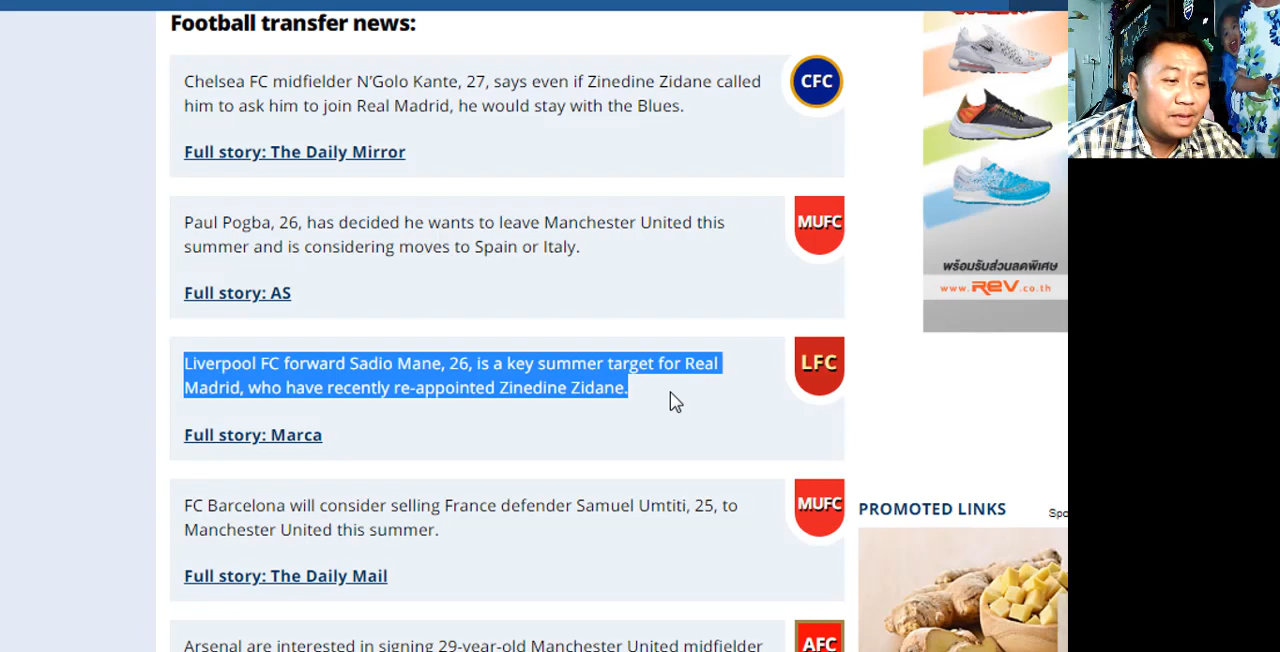 Football transfer news:
Chelsea FC midfielder N'Golo Kante, 27, says even if Zinedine Zidane called
him to ask him to join Real Madrid, he would stay with the Blues.
CFC
Full story: The Daily Mirror
Paul Pogba, 26, has decided he wants to leave Manchester United this
summer and is considering moves to Spain or Italy.
MUFC
Full story: AS
Liverpool FC forward Sadio Mane, 26, is a key summer target for Real
Madrid, who have recently re-appointed Zinedine Zidane.
LFC
Full story: Marca
FC Barcelona will consider selling France defender Samuel Umtiti, 25, to
Manchester United this summer.
MUFC
Full story: The Daily Mail
Arsenal are interested in signing 29-year-old Manchester United midfielder
AFC
พร้อมรับส่วนลดพิเศษ
www.REV.co.th
PROMOTED LINKS
Spo